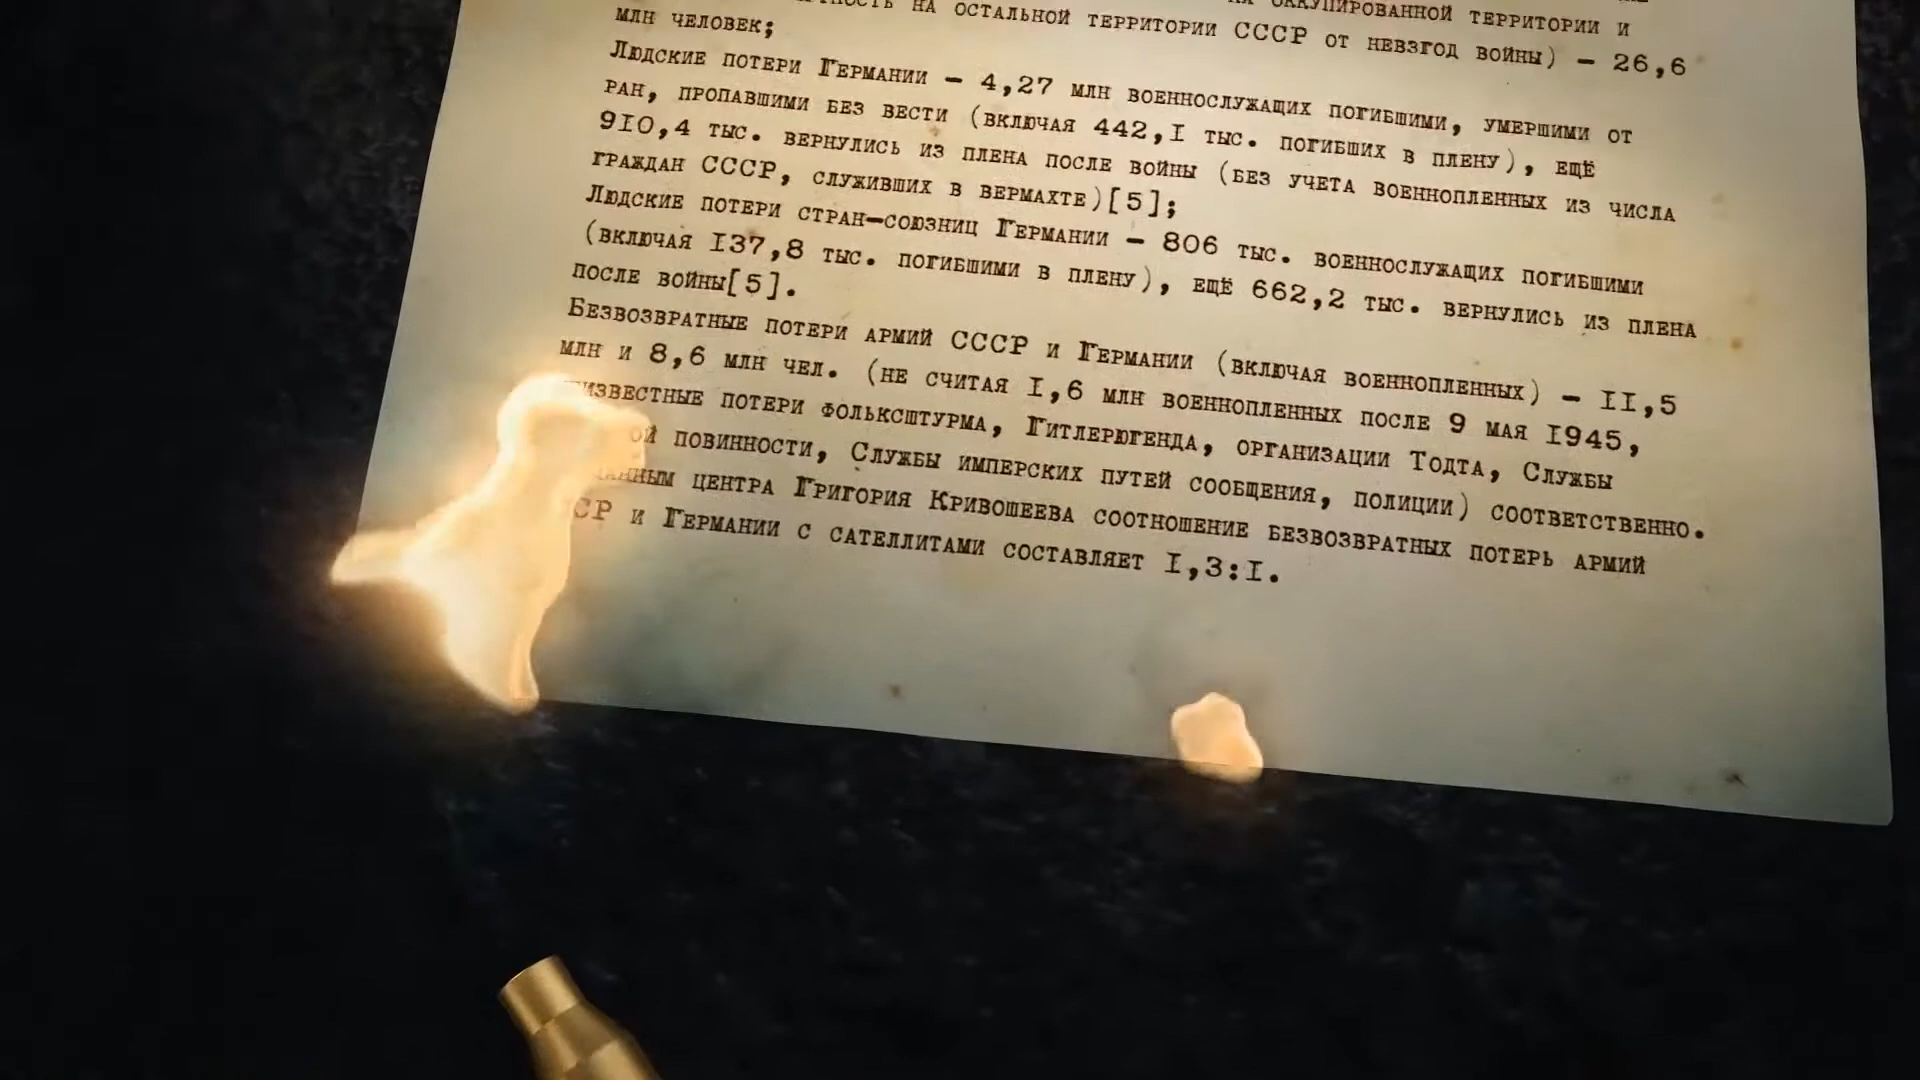 НА ОСТАЛЬНОЙ ТЕРРИТОРИИ СССР ОТ НЕВЗГОД ВОЙНЫ) — 26,6
МЛН ЧЕЛОВЕК;
ЛЮДСКИЕ ПОТЕРИ ГЕРМАНИИ — 4,27 МЛН ВОЕННОСЛУЖАЩИХ ПОГИБШИМИ, УМЕРШИМИ ОТ
РАН, ПРОПАВШИМИ БЕЗ ВЕСТИ (ВКЛЮЧАЯ 442,I ТЫС. ПОГИБШИХ В ПЛЕНУ), ЕЩЁ
9I0,4 ТЫС. ВЕРНУЛИСЬ ИЗ ПЛЕНА ПОСЛЕ ВОЙНЫ (БЕЗ УЧЕТА ВОЕННОПЛЕННЫХ ИЗ ЧИСЛА
ГРАЖДАН СССР, СЛУЖИВШИХ В ВЕРМАХТЕ)[5];
ЛЮДСКИЕ ПОТЕРИ СТРАН—СОЮЗНИЦ ГЕРМАНИИ — 806 ТЫС. ВОЕННОСЛУЖАЩИХ ПОГИБШИМИ
(ВКЛЮЧАЯ I37,8 ТЫС. ПОГИБШИМИ В ПЛЕНУ), ЕЩЁ 662,2 ТЫС. ВЕРНУЛИСЬ ИЗ ПЛЕНА
ПОСЛЕ ВОЙНЫ[5].
БЕЗВОЗВРАТНЫЕ ПОТЕРИ АРМИЙ СССР И ГЕРМАНИИ (ВКЛЮЧАЯ ВОЕННОПЛЕННЫХ) — II,5
МЛН И 8,6 МЛН ЧЕЛ. (НЕ СЧИТАЯ I,6 МЛН ВОЕННОПЛЕННЫХ ПОСЛЕ 9 МАЯ I945,
ПОТЕРИ ФОЛЬКСШТУРМА, ГИТЛЕРЮГЕНДА, ОРГАНИЗАЦИИ ТОДТА, СЛУЖБЫ
ПОВИННОСТИ, СЛУЖБЫ ИМПЕРСКИХ ПУТЕЙ СООБЩЕНИЯ, ПОЛИЦИИ) СООТВЕТСТВЕННО.
ЦЕНТРА ГРИГОРИЯ КРИВОШЕЕВА СООТНОШЕНИЕ БЕЗВОЗВРАТНЫХ ПОТЕРЬ АРМИЙ
И ГЕРМАНИИ С САТЕЛЛИТАМИ СОСТАВЛЯЕТ I,3:I.